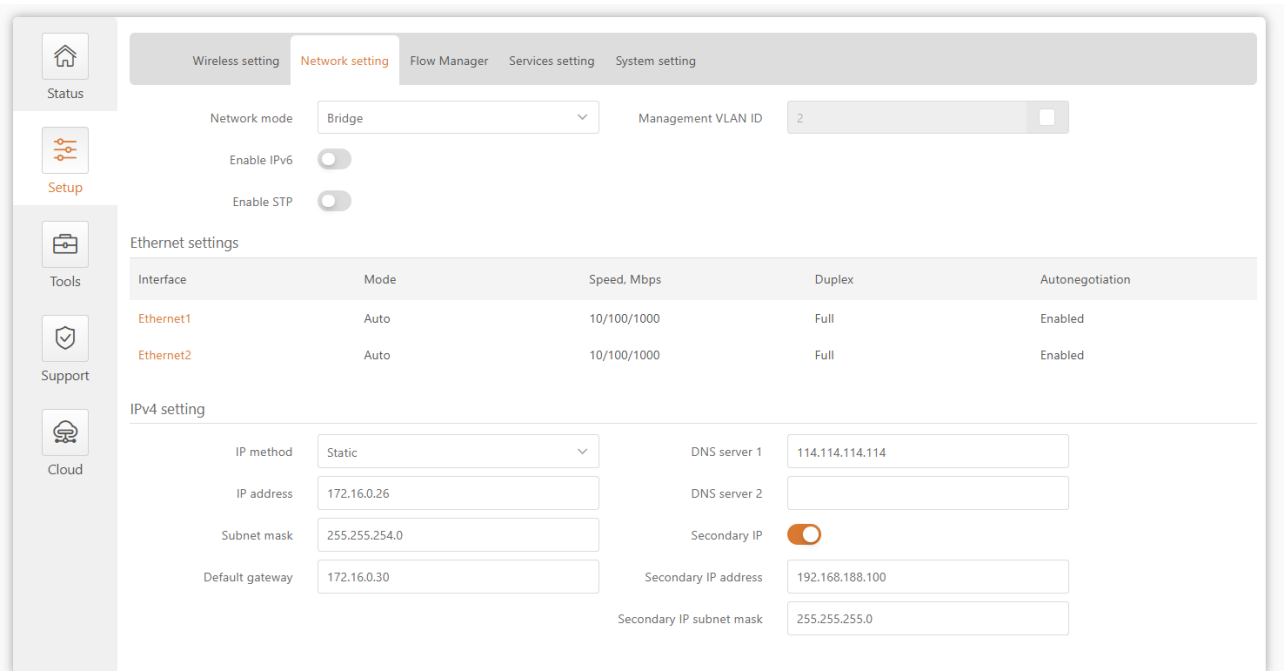 Status
Setup
Tools
Support
Cloud
Wireless setting Network setting Flow Manager Services setting System setting
Network mode Bridge Management VLAN ID 2
Enable IPv6
Enable STP
Ethernet settings
Interface Mode Speed, Mbps Duplex Autonegotiation
Ethernet1 Auto 10/100/1000 Full Enabled
Ethernet2 Auto 10/100/1000 Full Enabled
IPv4 setting
IP method Static DNS server 1 114.114.114.114
IP address 172.16.0.26 DNS server 2
Subnet mask 255.255.254.0 Secondary IP
Default gateway 172.16.0.30 Secondary IP address 192.168.188.100
Secondary IP subnet mask 255.255.255.0